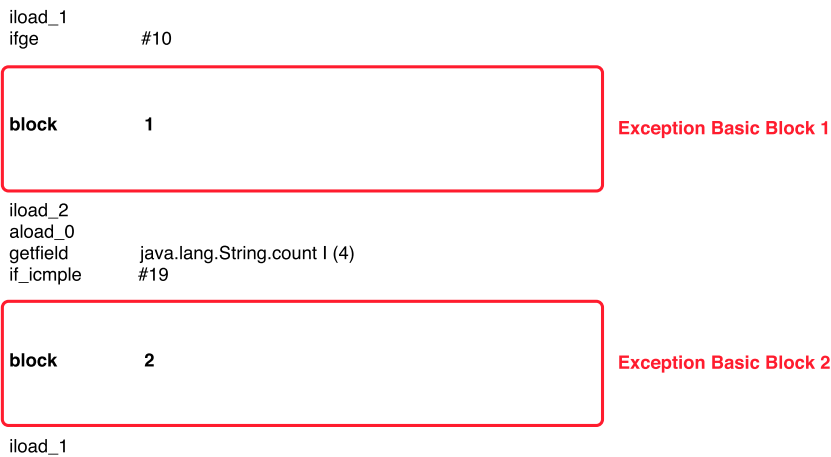 iload_1
ifge #10
block 1 Exception Basic Block 1
iload_2
aload_0
getfield java.lang.String.count I (4)
if_icmple #19
block 2 Exception Basic Block 2
iload_1